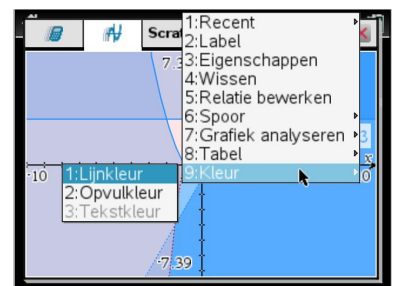 Scrat
1:Recent
2:Label
3:Eigenschappen
4:Wissen
5:Relatie bewerken
6:Spoor
7:Grafiek analyseren
8:Tabel
9:Kleur
1:Lijnkleur
2:Opvulkleur
3:Tekstkleur
7.3
3
x
-10
0
-7.39